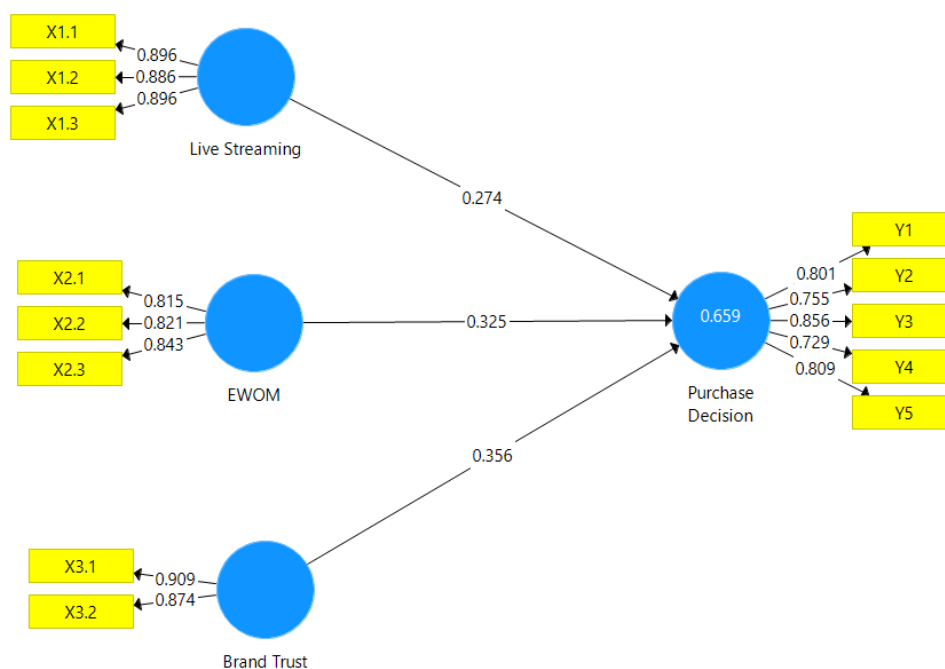 X1.1
0.896
X1.2
0.886
X1.3
0.896
Live Streaming
0.274
X2.1
0.815
X2.2
0.821
X2.3
0.843
EWOM
0.325
X3.1
0.909
X3.2
0.874
Brand Trust
0.356
0.659
Purchase
Decision
Y1
0.801
Y2
0.755
Y3
0.856
Y4
0.729
Y5
0.809